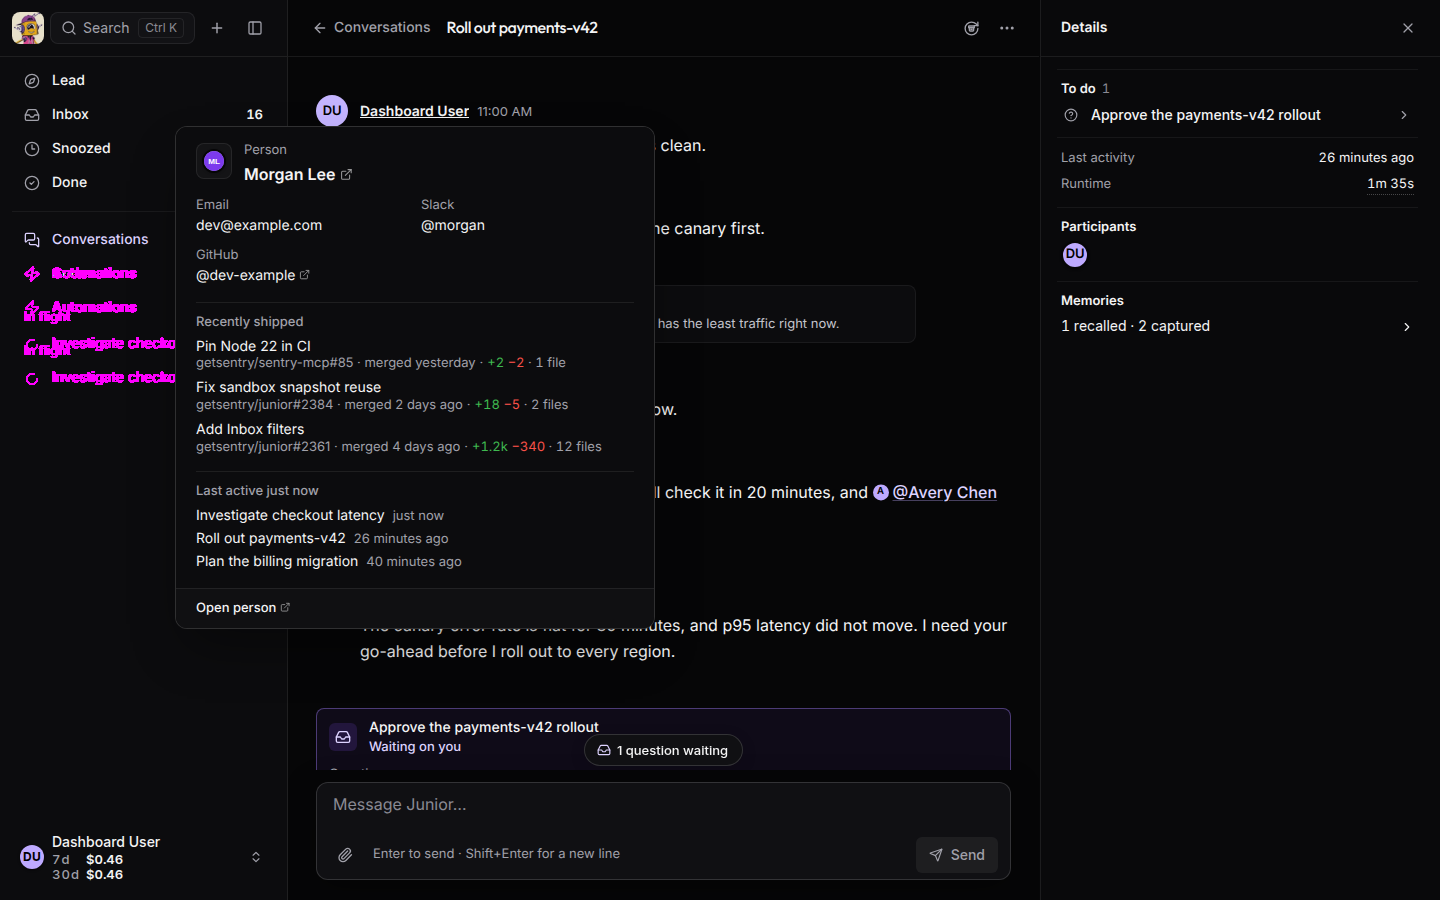 Search Ctrl K
Lead
Inbox 16
Snoozed
Done
Conversations
Automations
In flight
In flight
Dashboard User
7d $0.46
30d $0.46
Conversations Roll out payments-v42
DU Dashboard User 11:00 AM
clean.
canary first.
has the least traffic right now.
check it in 20 minutes, and A @Avery Chen
and p95 latency did not move. I need your
go-ahead before I roll out to every region.
Person
ML Morgan Lee
Email
dev@example.com
Slack
@morgan
GitHub
@dev-example
Recently shipped
Pin Node 22 in CI
getsentry/sentry-mcp#85 · merged yesterday · +2 −2 · 1 file
Fix sandbox snapshot reuse
getsentry/junior#2384 · merged 2 days ago · +18 −5 · 2 files
Add Inbox filters
getsentry/junior#2361 · merged 4 days ago · +1.2k −340 · 12 files
Last active just now
Investigate checkout latency just now
Roll out payments-v42 26 minutes ago
Plan the billing migration 40 minutes ago
Open person
Approve the payments-v42 rollout
Waiting on you
1 question waiting
Message Junior...
Enter to send · Shift+Enter for a new line
Send
DU
Details
To do 1
Approve the payments-v42 rollout
Last activity 26 minutes ago
Runtime 1m 35s
Participants
DU
Memories
1 recalled · 2 captured